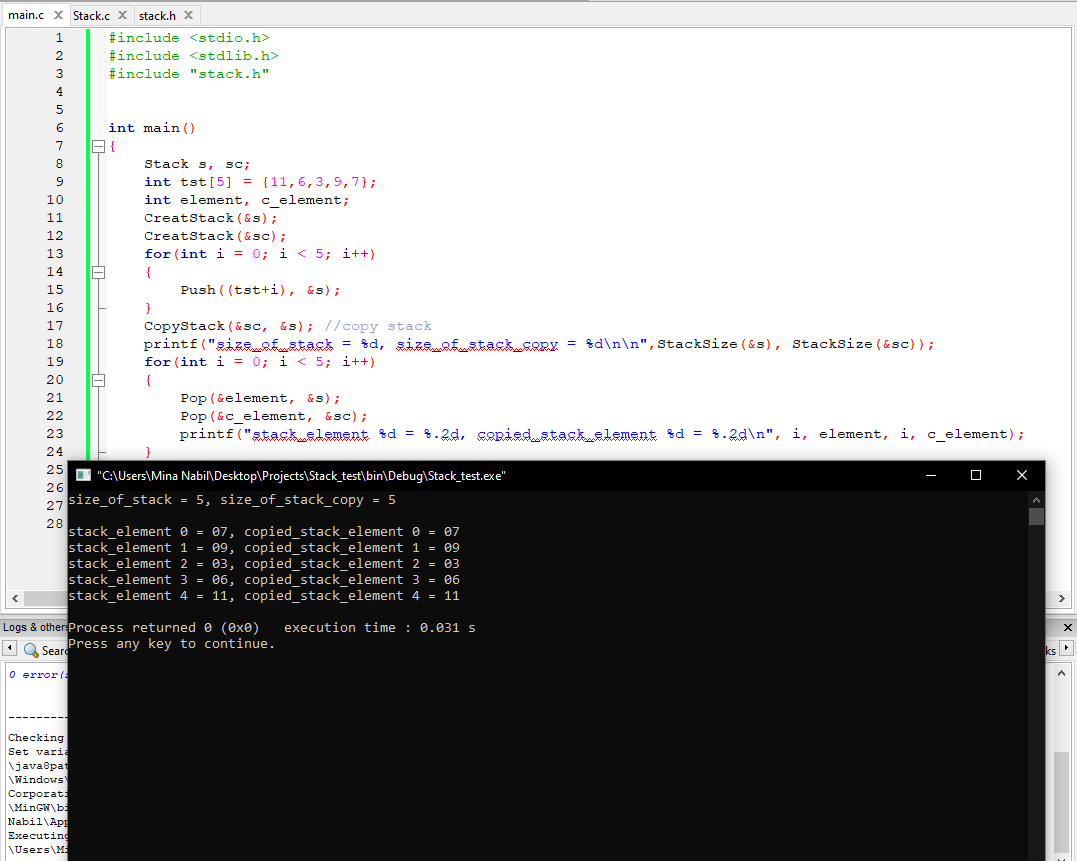 main.c X Stack.c X stack.h X
1 #include <stdio.h>
2 #include <stdlib.h>
3 #include "stack.h"
4
5
6 int main()
7 {
8 Stack s, sc;
9 int tst[5] = {11,6,3,9,7};
10 int element, c_element;
11 CreatStack(&s);
12 CreatStack(&sc);
13 for(int i = 0; i < 5; i++)
14 {
15 Push((tst+i), &s);
16 }
17 CopyStack(&sc, &s); //copy stack
18 printf("size_of_stack = %d, size_of_stack_copy = %d\n\n",StackSize(&s), StackSize(&sc));
19 for(int i = 0; i < 5; i++)
20 {
21 Pop(&element, &s);
22 Pop(&c_element, &sc);
23 printf("stack_element %d = %.2d, copied_stack_element %d = %.2d\n", i, element, i, c_element);
24 }
25
26
27
28
"C:\Users\Mina Nabil\Desktop\Projects\Stack_test\bin\Debug\Stack_test.exe"
size_of_stack = 5, size_of_stack_copy = 5
stack_element 0 = 07, copied_stack_element 0 = 07
stack_element 1 = 09, copied_stack_element 1 = 09
stack_element 2 = 03, copied_stack_element 2 = 03
stack_element 3 = 06, copied_stack_element 3 = 06
stack_element 4 = 11, copied_stack_element 4 = 11
Process returned 0 (0x0) execution time : 0.031 s
Press any key to continue.
Logs & others
Searc
ks
0 error(
----------
Checking
Set varia
\java8pat
\Windows\
Corporati
\MinGW\bi
Nabil\App
Executing
\Users\Mi